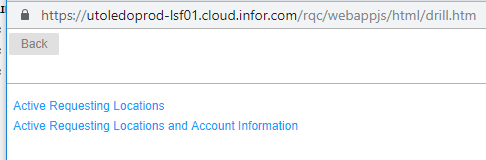 https://utoledoprod-lsf01.cloud.infor.com/rqc/webappjs/html/drill.htm
Back
Active Requesting Locations
Active Requesting Locations and Account Information